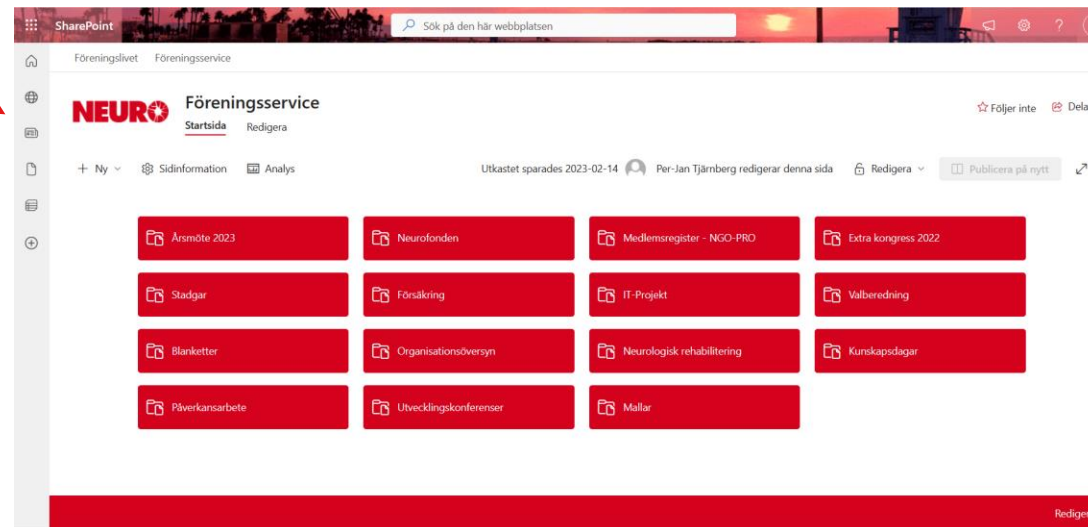 SharePoint
Sök på den här webbplatsen
Föreningslivet Föreningsservice
NEURO
Föreningsservice
Startsida Redigera
Följer inte Dela
Ny Sidinformation Analys Utkastet sparades 2023-02-14 Per-Jan Tjärnberg redigerar denna sida Redigera Publicera på nytt
Årsmöte 2023 Neurofonden Medlemsregister - NGO-PRO Extra kongress 2022
Stadgar Försäkring IT-Projekt Valberedning
Blanketter Organisationsöversyn Neurologisk rehabilitering Kunskapsdagar
Påverkansarbete Utvecklingskonferenser Mallar